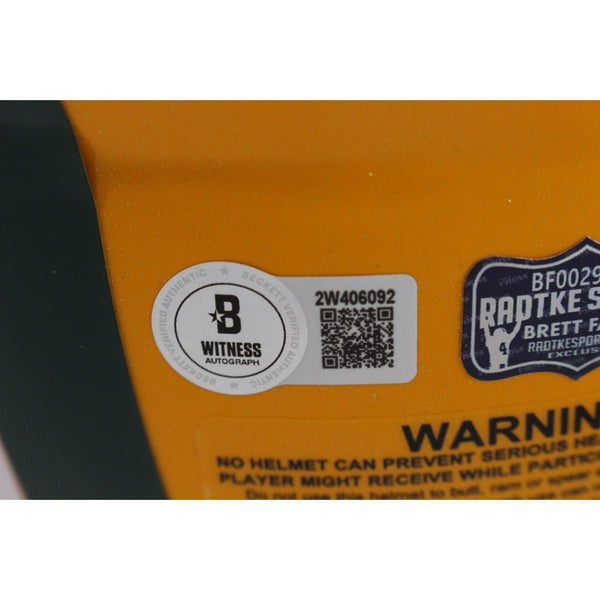 BECKETT VERIFIED AUTHENTIC
BECKETT VERIFIED AUTHENTIC
B
WITNESS
AUTOGRAPH
2W406092
BF0029
RADTKE S
BRETT FA
4
RADTKESPOR
EXCLUS
WARNIN
NO HELMET CAN PREVENT SERIOUS HE
PLAYER MIGHT RECEIVE WHILE PARTIC
Do not use this helmet to butt, ram or spear